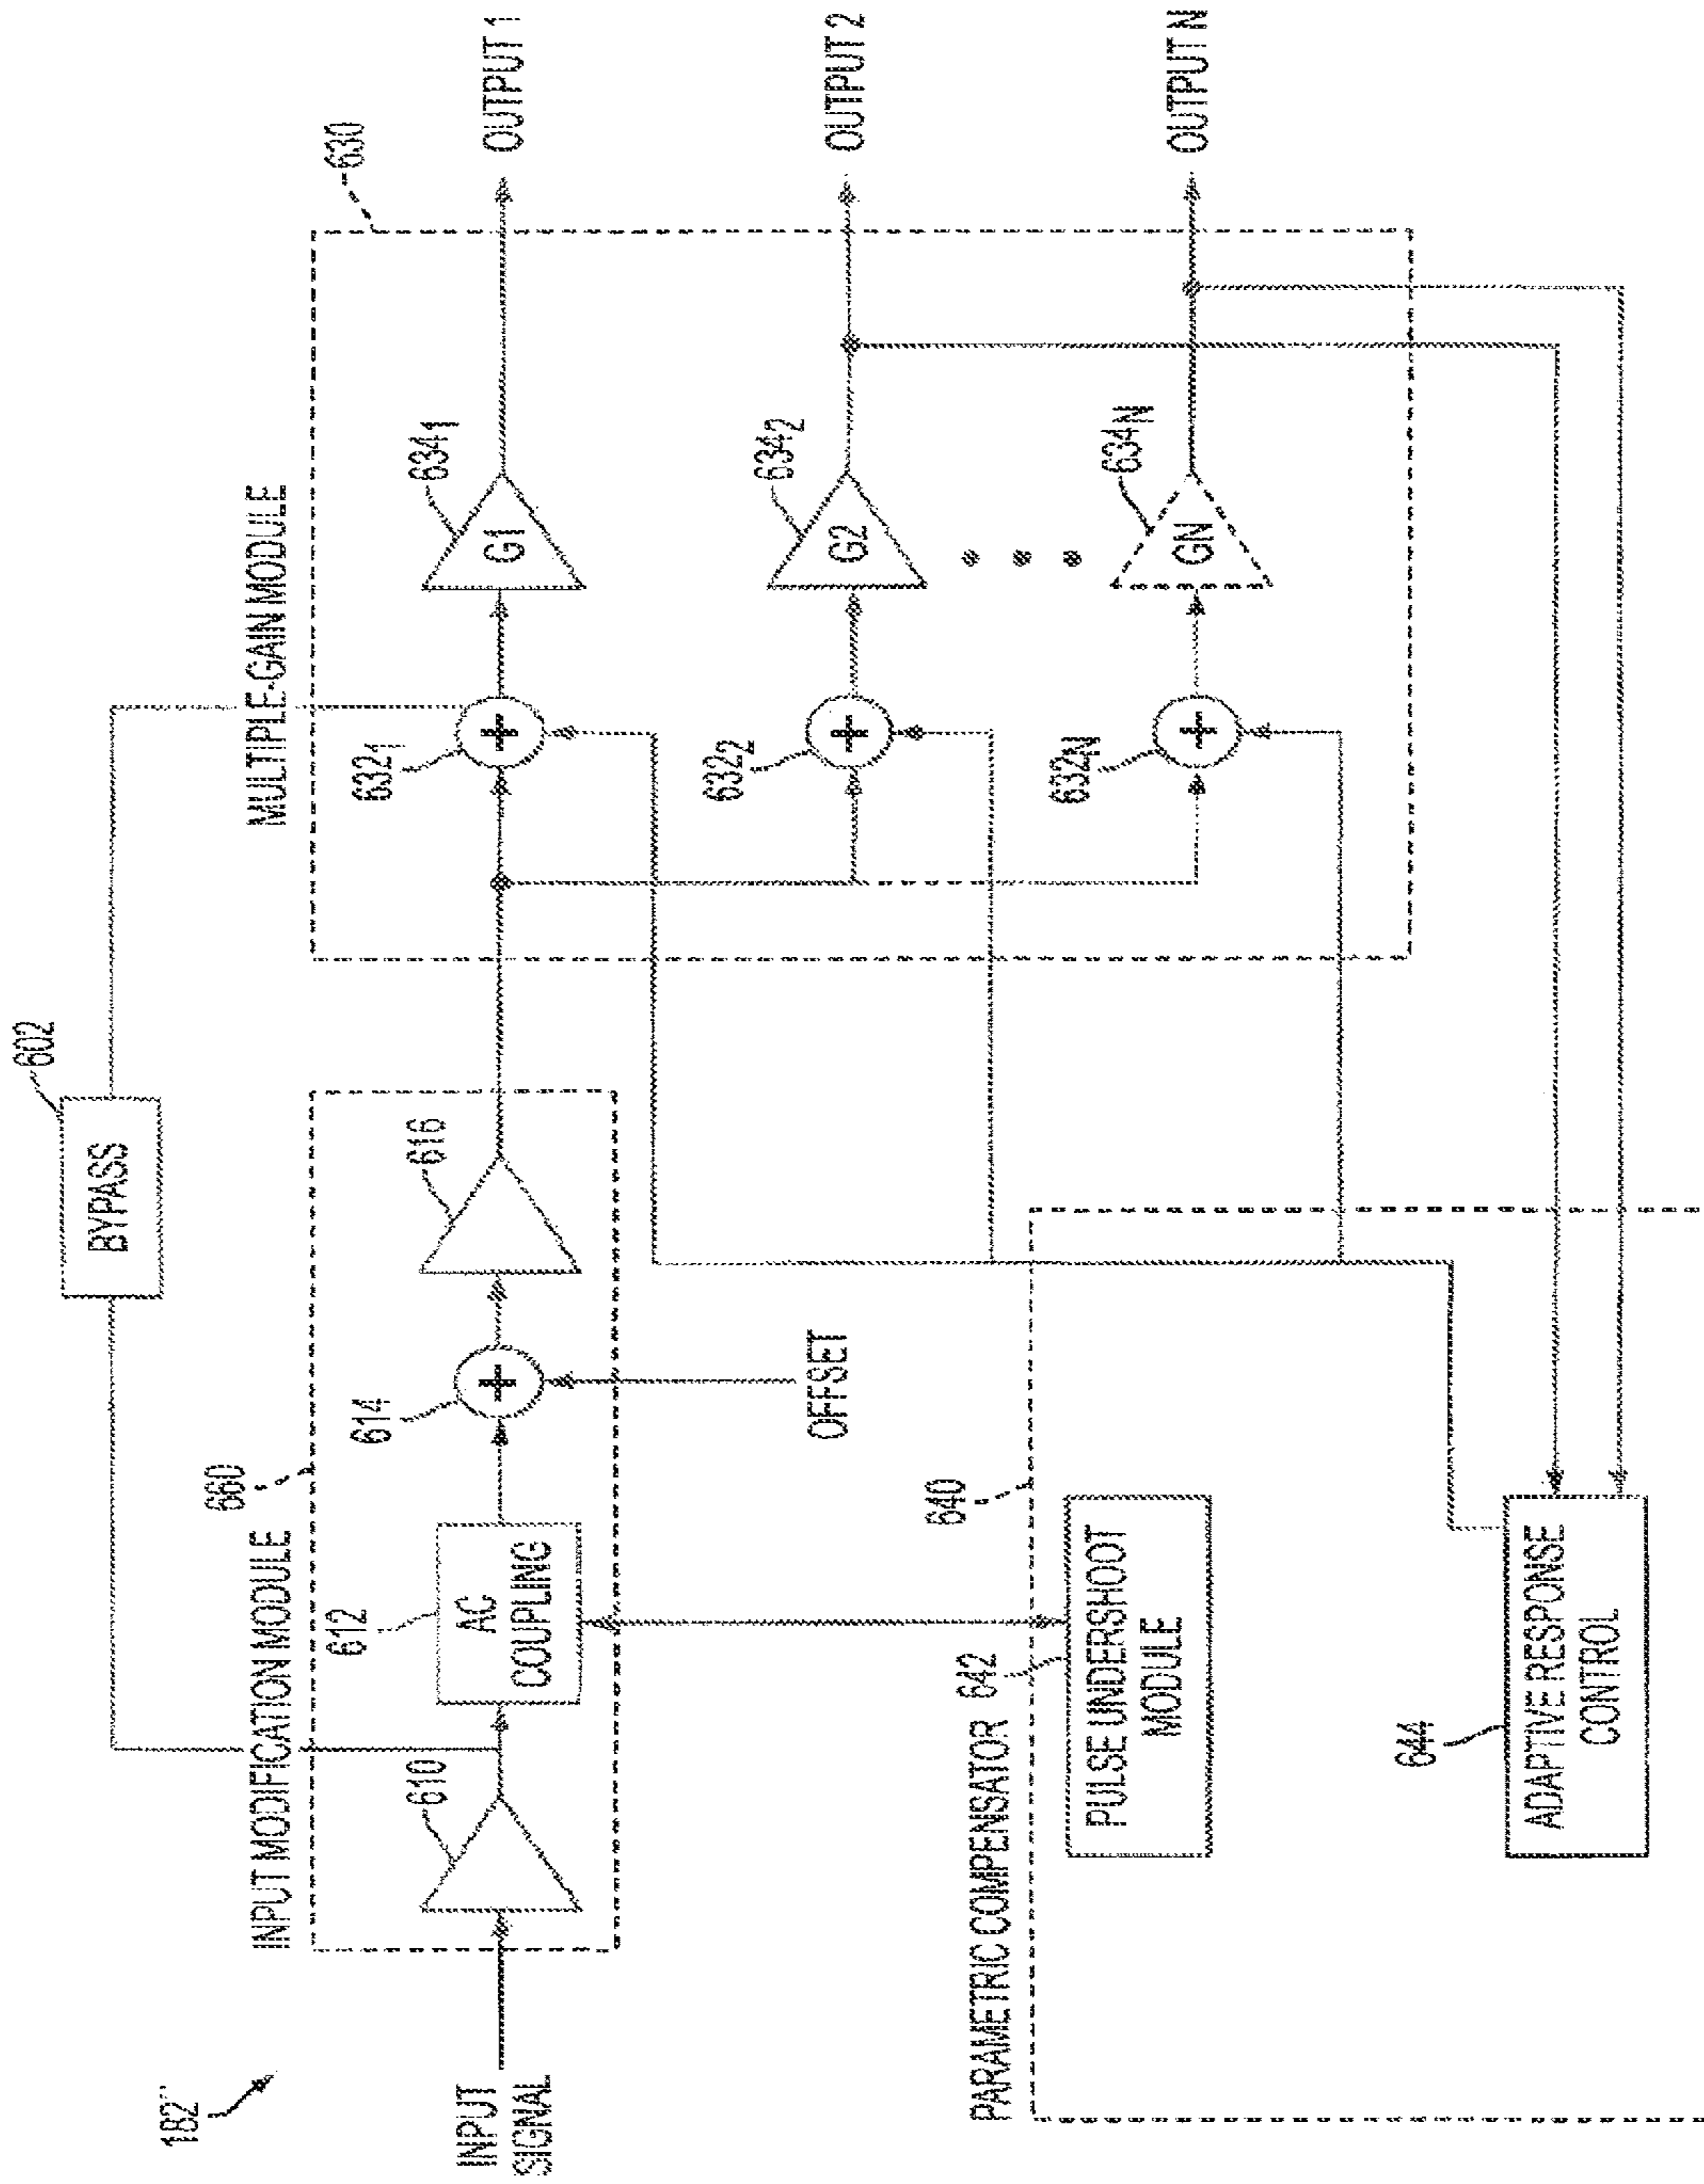 182"
602
BYPASS
INPUT MODIFICATION MODULE
660
MULTIPLE-GAIN MODULE
630
INPUT
SIGNAL
610
612
AC
COUPLING
614
616
OFFSET
632₁
634₁
G1
OUTPUT 1
632₂
634₂
G2
OUTPUT 2
632N
634N
GN
OUTPUT N
PARAMETRIC COMPENSATOR
640
642
PULSE UNDERSHOOT
MODULE
644
ADAPTIVE RESPONSE
CONTROL